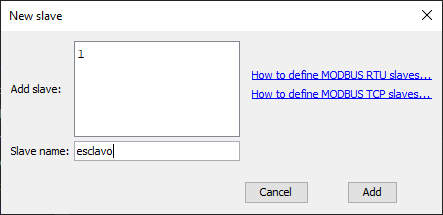 New slave
Add slave:
1
How to define MODBUS RTU slaves...
How to define MODBUS TCP slaves...
Slave name:
esclavo
Cancel
Add